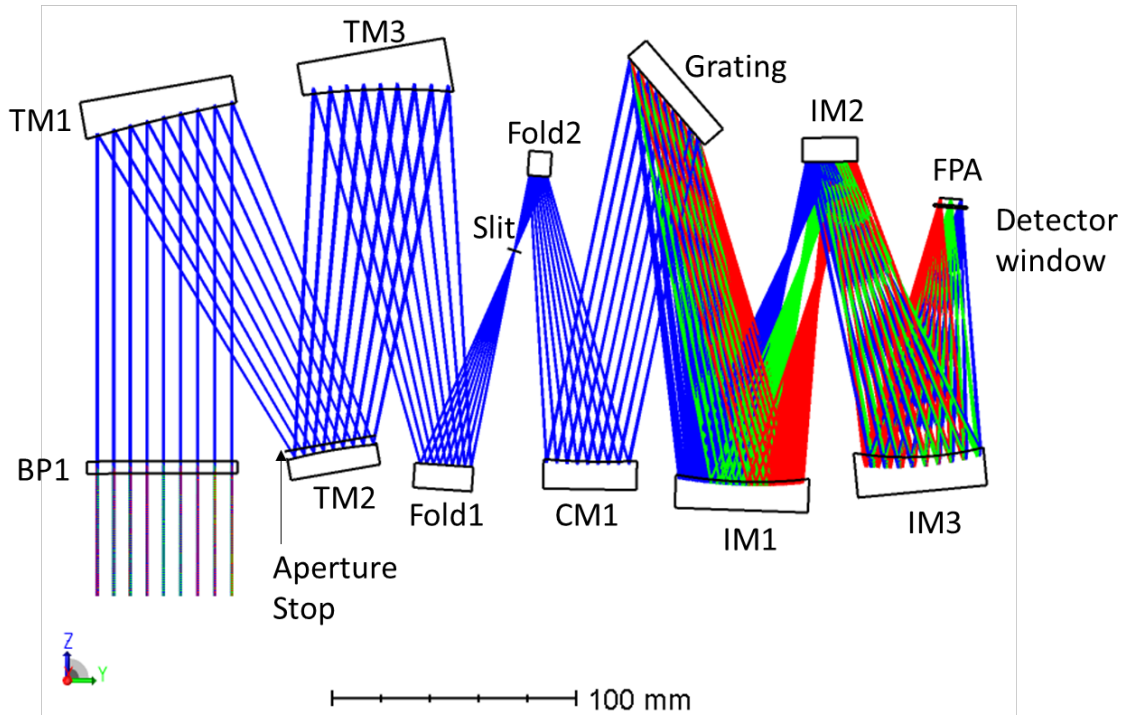 TM3
Grating
TM1
IM2
Fold2
FPA
Slit
Detector
window
BP1
TM2
Fold1
CM1
IM1
IM3
Aperture
Stop
Z
Y
100 mm